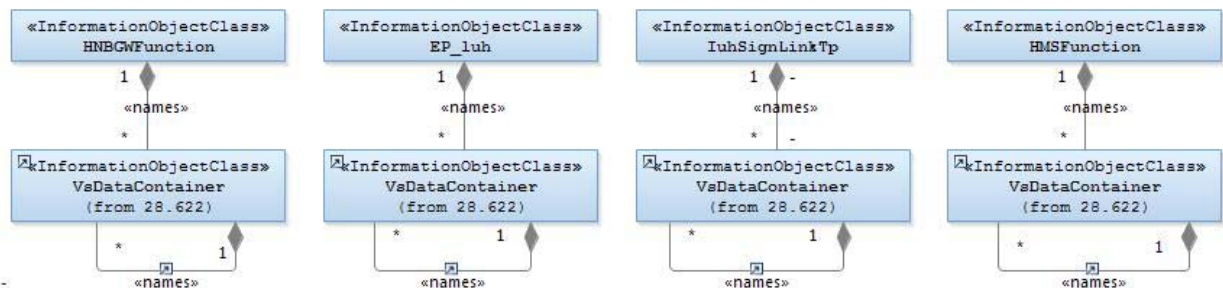 «InformationObjectClass»
HNBGWFunction
1
«names»
*
«InformationObjectClass»
VsDataContainer
(from 28.622)
*
1
«names»
-
«InformationObjectClass»
EP_luh
1
«names»
*
«InformationObjectClass»
VsDataContainer
(from 28.622)
*
1
«names»
«InformationObjectClass»
IuhSignLinkTp
1
-
«names»
*
-
«InformationObjectClass»
VsDataContainer
(from 28.622)
*
1
«names»
«InformationObjectClass»
HMSFunction
1
«names»
*
«InformationObjectClass»
VsDataContainer
(from 28.622)
*
1
«names»